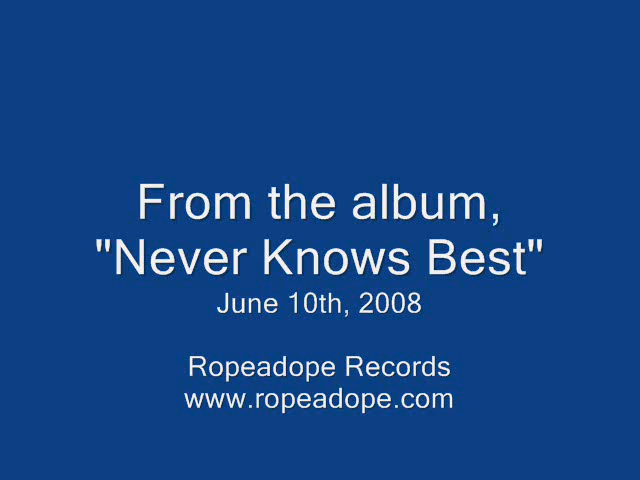 From the album,
"Never Knows Best"
June 10th, 2008
Ropeadope Records
www.ropeadope.com